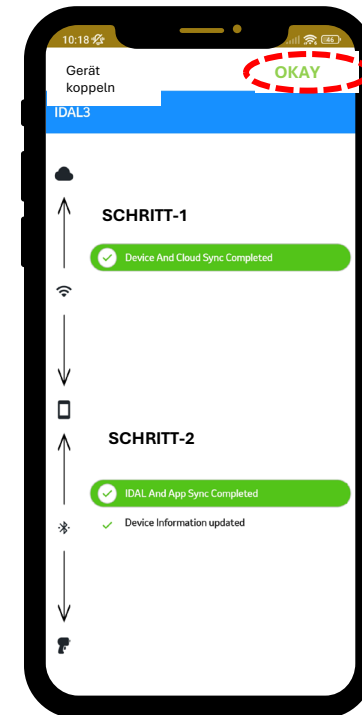 10:18
46
Gerät
koppeln
OKAY
IDAL3
SCHRITT-1
Device And Cloud Sync Completed
SCHRITT-2
IDAL And App Sync Completed
Device Information updated